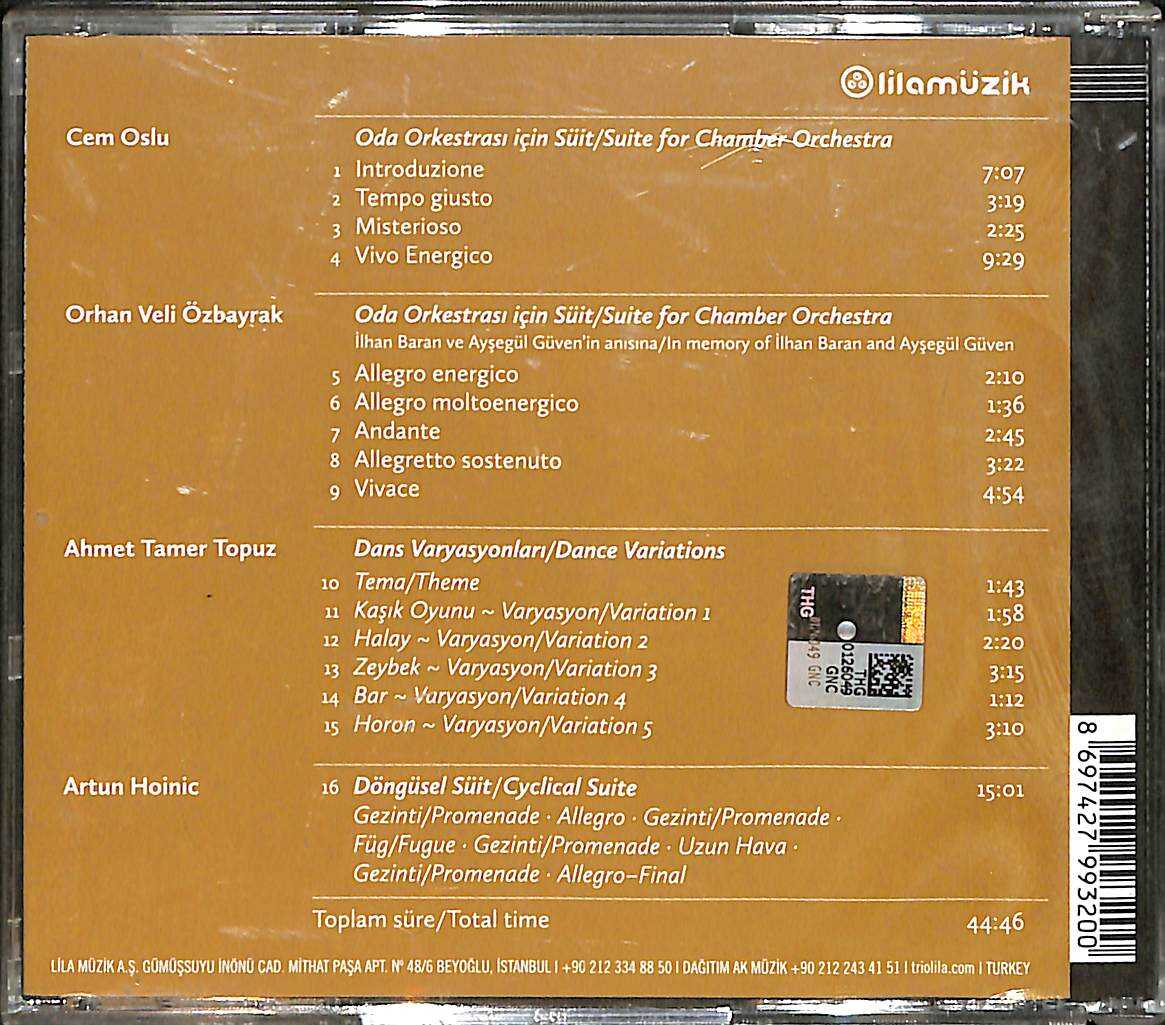 lilamüzik
Cem Oslu Oda Orkestrası için Süit/Suite for Chamber Orchestra
1 Introduzione 7:07
2 Tempo giusto 3:19
3 Misterioso 2:25
4 Vivo Energico 9:29
Orhan Veli Özbayrak Oda Orkestrası için Süit/Suite for Chamber Orchestra
İlhan Baran ve Ayşegül Güven'in anısına/In memory of İlhan Baran and Ayşegül Güven
5 Allegro energico 2:10
6 Allegro moltoenergico 1:36
7 Andante 2:45
8 Allegretto sostenuto 3:22
9 Vivace 4:54
Ahmet Tamer Topuz Dans Varyasyonları/Dance Variations
10 Tema/Theme 1:43
11 Kaşık Oyunu ~ Varyasyon/Variation 1 1:58
12 Halay ~ Varyasyon/Variation 2 2:20
13 Zeybek ~ Varyasyon/Variation 3 3:15
14 Bar ~ Varyasyon/Variation 4 1:12
15 Horon ~ Varyasyon/Variation 5 3:10
THG
THG
0126049
GNC
Artun Hoinic 16 Döngüsel Süit/Cyclical Suite 15:01
Gezinti/Promenade · Allegro · Gezinti/Promenade ·
Füg/Fugue · Gezinti/Promenade · Uzun Hava ·
Gezinti/Promenade · Allegro–Final
Toplam süre/Total time 44:46
LİLA MÜZİK A.Ş. GÜMÜŞSUYU İNÖNÜ CAD. MİTHAT PAŞA APT. Nº 48/6 BEYOĞLU, İSTANBUL I +90 212 334 88 50 I DAĞITIM AK MÜZİK +90 212 243 41 51 I triolila.com I TURKEY
8 697427 993200